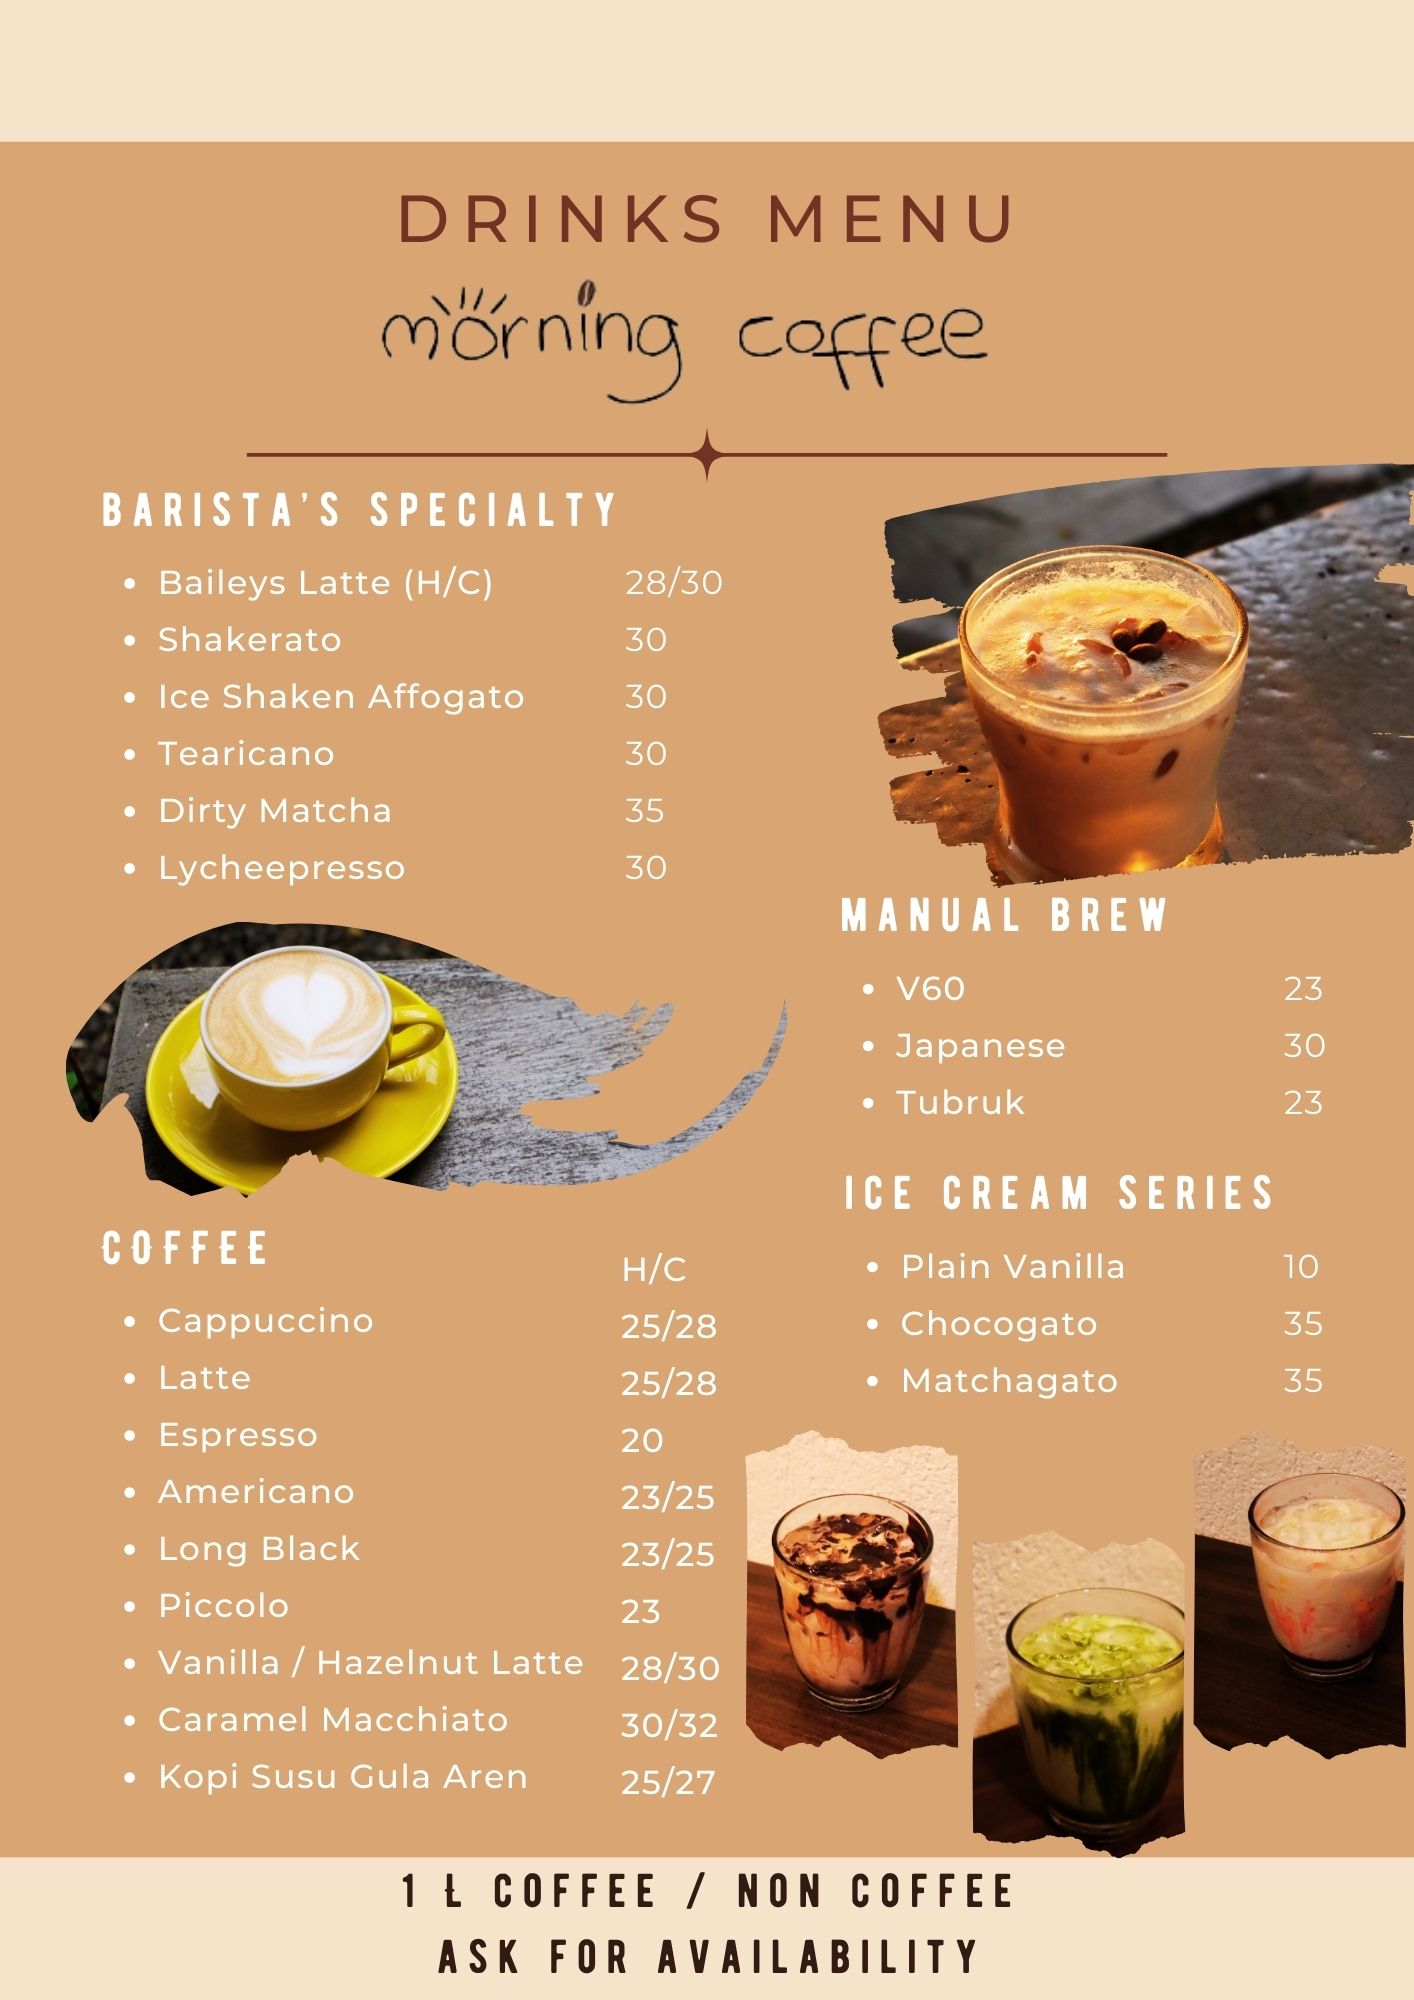 DRINKS MENU
morning coffee
BARISTA'S SPECIALTY
• Baileys Latte (H/C) 28/30
• Shakerato 30
• Ice Shaken Affogato 30
• Tearicano 30
• Dirty Matcha 35
• Lycheepresso 30
COFFEE H/C
• Cappuccino 25/28
• Latte 25/28
• Espresso 20
• Americano 23/25
• Long Black 23/25
• Piccolo 23
• Vanilla / Hazelnut Latte 28/30
• Caramel Macchiato 30/32
• Kopi Susu Gula Aren 25/27
MANUAL BREW
• V60 23
• Japanese 30
• Tubruk 23
ICE CREAM SERIES
• Plain Vanilla 10
• Chocogato 35
• Matchagato 35
1 L COFFEE / NON COFFEE
ASK FOR AVAILABILITY